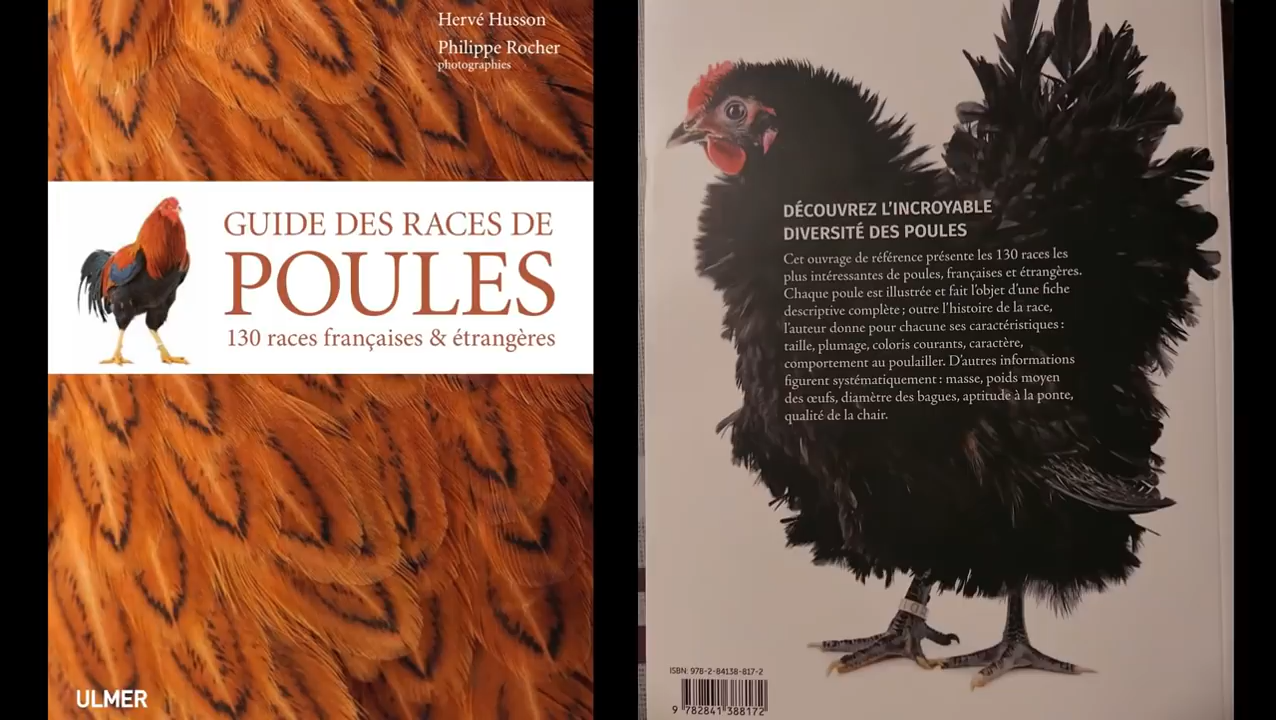 Hervé Husson
Philippe Rocher
photographies
GUIDE DES RACES DE
POULES
130 races françaises & étrangères
ULMER
DÉCOUVREZ L'INCROYABLE
DIVERSITÉ DES POULES
Cet ouvrage de référence présente les 130 races les
plus intéressantes de poules, françaises et étrangères.
Chaque poule est illustrée et fait l'objet d'une fiche
descriptive complète ; outre l'histoire de la race,
l'auteur donne pour chacune ses caractéristiques :
taille, plumage, coloris courants, caractère,
comportement au poulailler. D'autres informations
figurent systématiquement : masse, poids moyen
des œufs, diamètre des bagues, aptitude à la ponte,
qualité de la chair.
ISBN: 978-2-84138-817-2
9 782841 388172